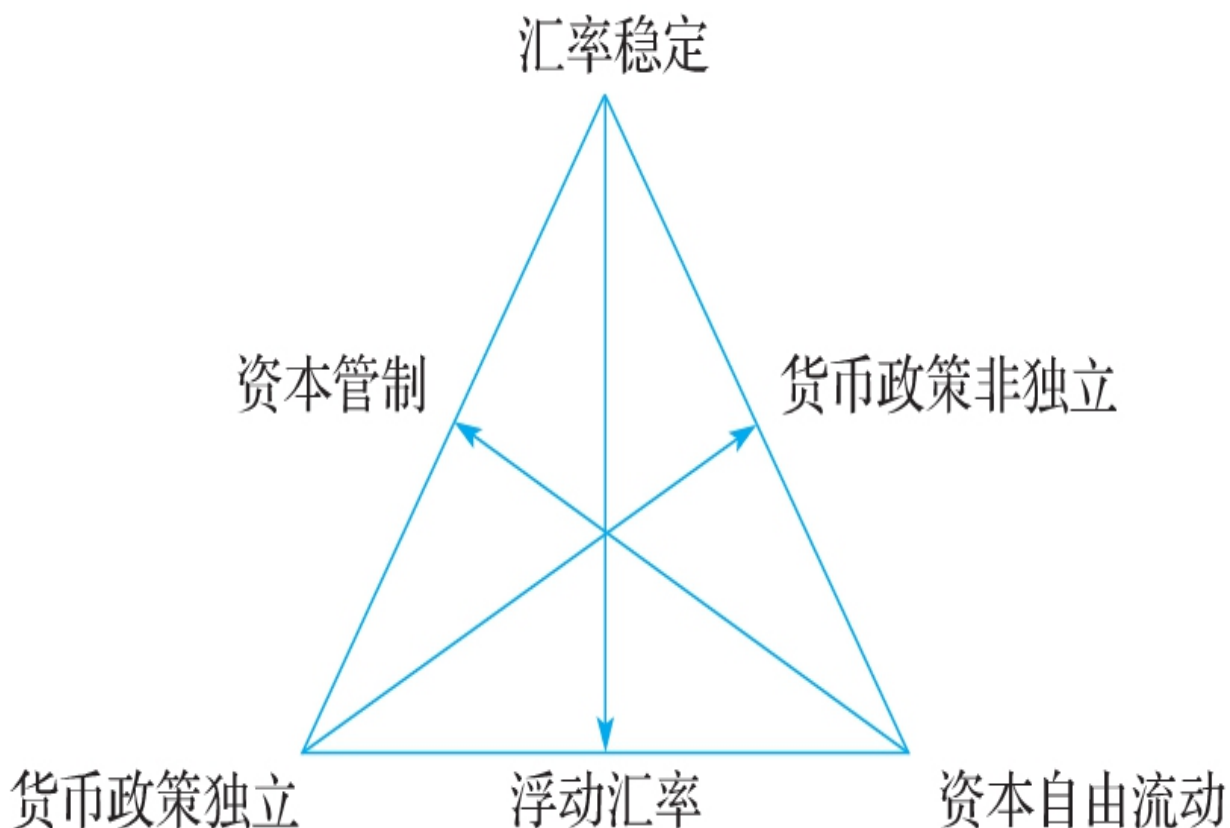 汇率稳定
资本管制
货币政策非独立
货币政策独立
浮动汇率
资本自由流动